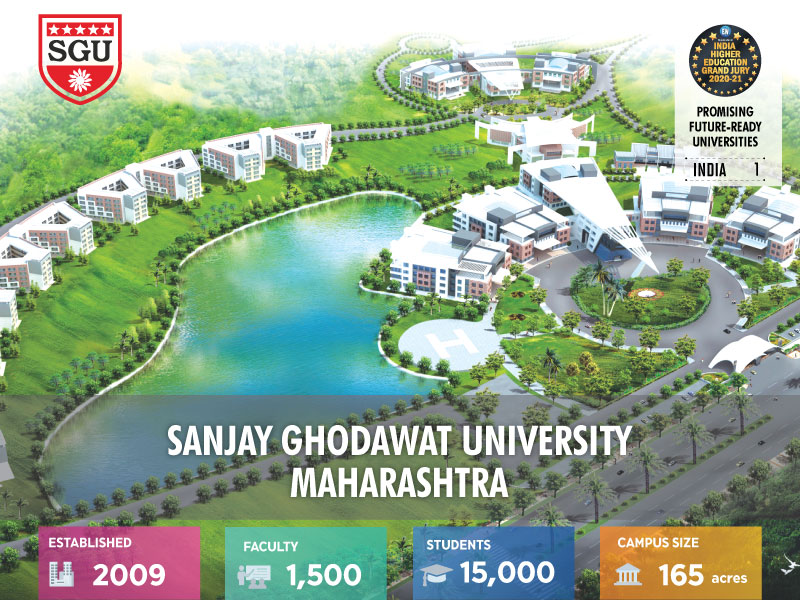 SGU
EW
INDIA
HIGHER
EDUCATION
GRAND JURY
2020-21
PROMISING
FUTURE-READY
UNIVERSITIES
INDIA 1
H
SANJAY GHODAWAT UNIVERSITY
MAHARASHTRA
ESTABLISHED
2009
FACULTY
1,500
STUDENTS
15,000
CAMPUS SIZE
165 acres